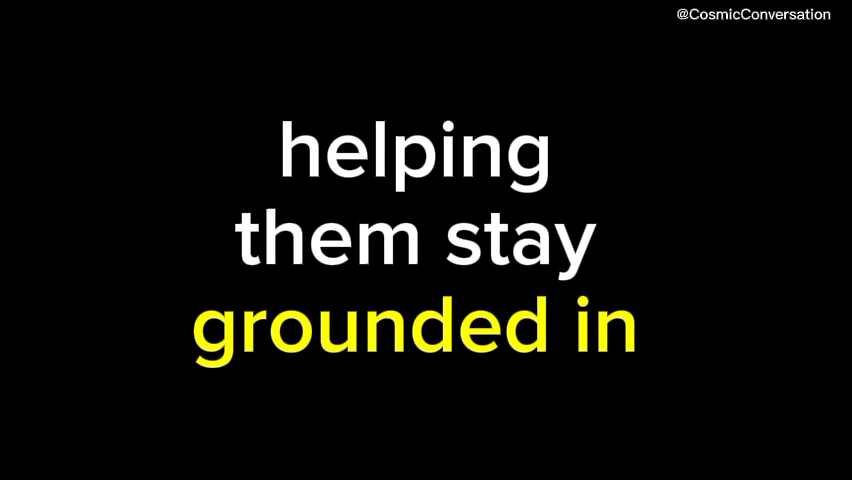 @CosmicConversation
helping
them stay
grounded in